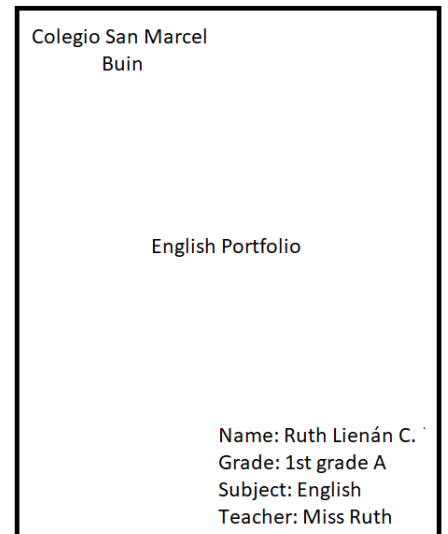 Colegio San Marcel
Buin
English Portfolio
Name: Ruth Lienán C.
Grade: 1st grade A
Subject: English
Teacher: Miss Ruth